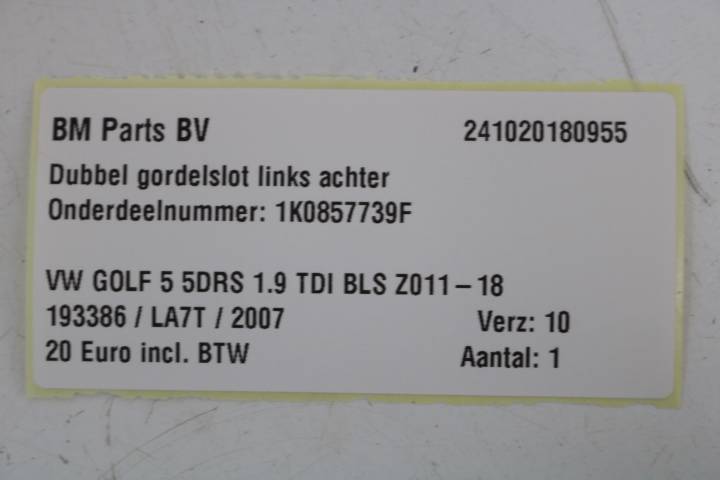 BM Parts BV 241020180955
Dubbel gordelslot links achter
Onderdeelnummer: 1K0857739F
VW GOLF 5 5DRS 1.9 TDI BLS Z011-18
193386 / LA7T / 2007 Verz: 10
20 Euro incl. BTW Aantal: 1